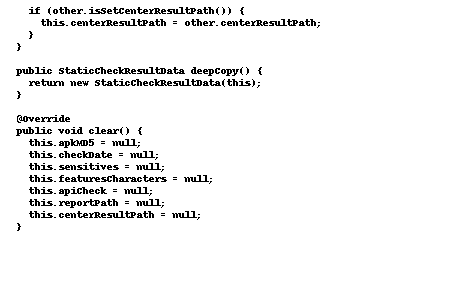 if (other.isSetCenterResultPath()) {
this.centerResultPath = other.centerResultPath;
}
}
public StaticCheckResultData deepCopy() {
return new StaticCheckResultData(this);
}
@Override
public void clear() {
this.apkMD5 = null;
this.checkDate = null;
this.sensitives = null;
this.featuresCharacters = null;
this.apiCheck = null;
this.reportPath = null;
this.centerResultPath = null;
}